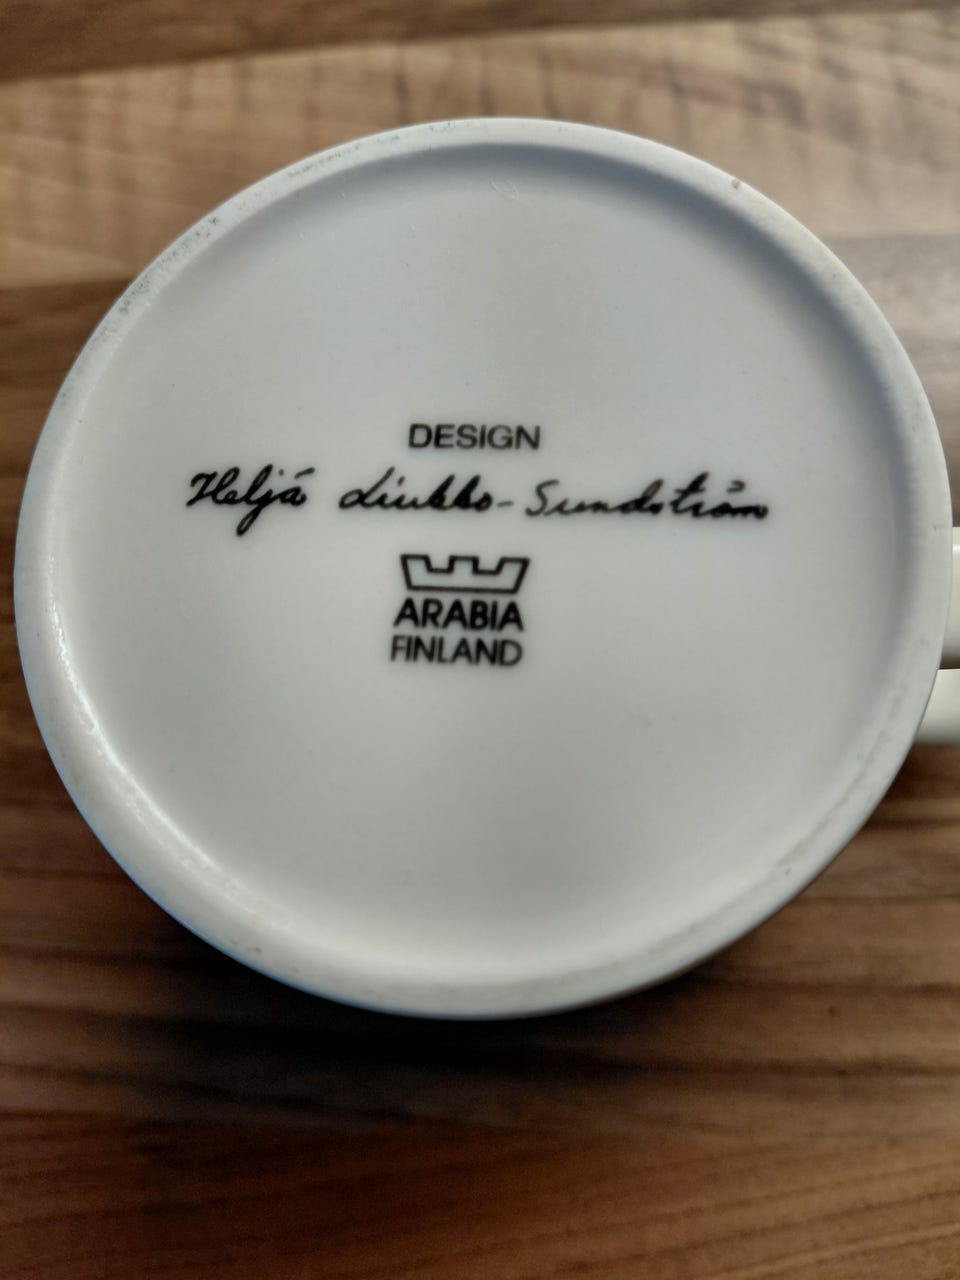 DESIGN
Heljä Liukko-Sundström
ARABIA
FINLAND